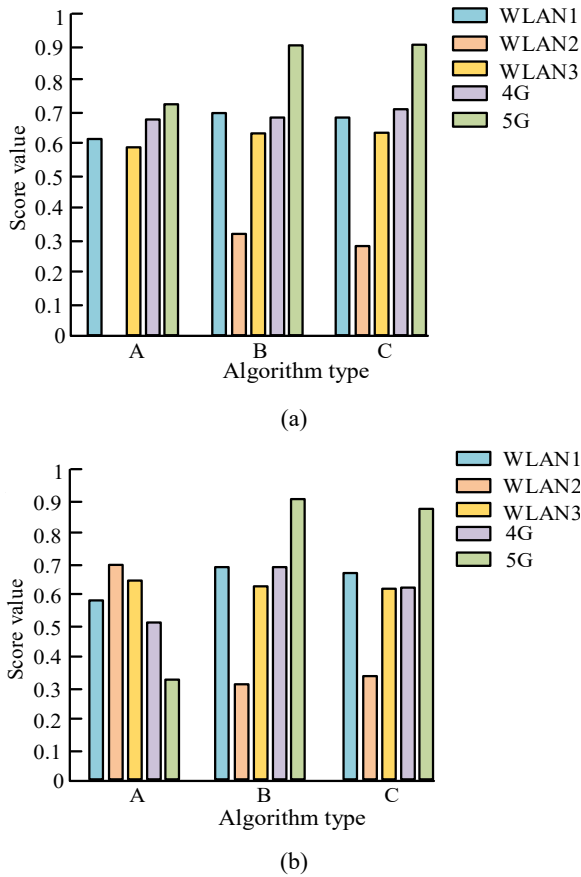 1
0.9
0.8
0.7
0.6
0.5
0.4
0.3
0.2
0.1
0
Score value
A B C
Algorithm type
WLAN1
WLAN2
WLAN3
4G
5G
(a)
1
0.9
0.8
0.7
0.6
0.5
0.4
0.3
0.2
0.1
0
Score value
A B C
Algorithm type
WLAN1
WLAN2
WLAN3
4G
5G
(b)